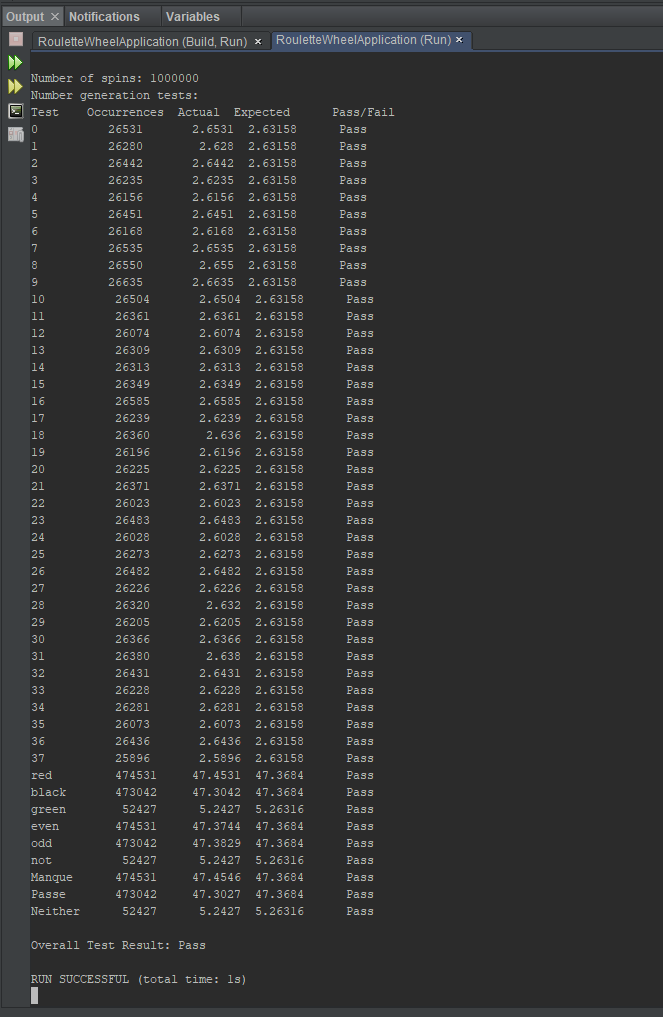 Output × Notifications Variables
RouletteWheelApplication (Build, Run) × RouletteWheelApplication (Run) ×
Number of spins: 1000000
Number generation tests:
Test Occurrences Actual Expected Pass/Fail
0 26531 2.6531 2.63158 Pass
1 26280 2.628 2.63158 Pass
2 26442 2.6442 2.63158 Pass
3 26235 2.6235 2.63158 Pass
4 26156 2.6156 2.63158 Pass
5 26451 2.6451 2.63158 Pass
6 26168 2.6168 2.63158 Pass
7 26535 2.6535 2.63158 Pass
8 26550 2.655 2.63158 Pass
9 26635 2.6635 2.63158 Pass
10 26504 2.6504 2.63158 Pass
11 26361 2.6361 2.63158 Pass
12 26074 2.6074 2.63158 Pass
13 26309 2.6309 2.63158 Pass
14 26313 2.6313 2.63158 Pass
15 26349 2.6349 2.63158 Pass
16 26585 2.6585 2.63158 Pass
17 26239 2.6239 2.63158 Pass
18 26360 2.636 2.63158 Pass
19 26196 2.6196 2.63158 Pass
20 26225 2.6225 2.63158 Pass
21 26371 2.6371 2.63158 Pass
22 26023 2.6023 2.63158 Pass
23 26483 2.6483 2.63158 Pass
24 26028 2.6028 2.63158 Pass
25 26273 2.6273 2.63158 Pass
26 26482 2.6482 2.63158 Pass
27 26226 2.6226 2.63158 Pass
28 26320 2.632 2.63158 Pass
29 26205 2.6205 2.63158 Pass
30 26366 2.6366 2.63158 Pass
31 26380 2.638 2.63158 Pass
32 26431 2.6431 2.63158 Pass
33 26228 2.6228 2.63158 Pass
34 26281 2.6281 2.63158 Pass
35 26073 2.6073 2.63158 Pass
36 26436 2.6436 2.63158 Pass
37 25896 2.5896 2.63158 Pass
red 474531 47.4531 47.3684 Pass
black 473042 47.3042 47.3684 Pass
green 52427 5.2427 5.26316 Pass
even 474531 47.3744 47.3684 Pass
odd 473042 47.3829 47.3684 Pass
not 52427 5.2427 5.26316 Pass
Manque 474531 47.4546 47.3684 Pass
Passe 473042 47.3027 47.3684 Pass
Neither 52427 5.2427 5.26316 Pass
Overall Test Result: Pass
RUN SUCCESSFUL (total time: 1s)